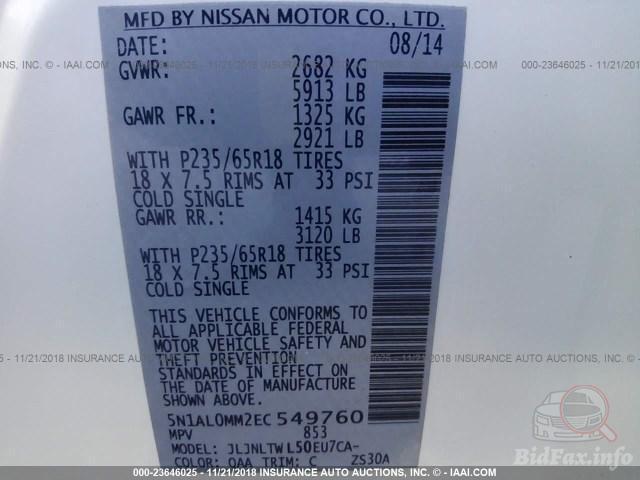 MFD BY NISSAN MOTOR CO., LTD.
DATE: 08/14
GVWR: 2682 KG
5913 LB
GAWR FR.: 1325 KG
2921 LB
WITH P235/65R18 TIRES
18 X 7.5 RIMS AT 33 PSI
COLD SINGLE
GAWR RR.: 1415 KG
3120 LB
WITH P235/65R18 TIRES
18 X 7.5 RIMS AT 33 PSI
COLD SINGLE
THIS VEHICLE CONFORMS TO
ALL APPLICABLE FEDERAL
MOTOR VEHICLE SAFETY AND
THEFT PREVENTION
STANDARDS IN EFFECT ON
THE DATE OF MANUFACTURE
SHOWN ABOVE.
5N1AL0MM2EC549760
MPV 853
MODEL: JLJNLTWL50EU7CA-
COLOR: QAA TRIM: C ZS30A
000-23646025 - 11/21/2018 INSURANCE AUTO AUCTIONS, INC. - IAAI.COM
BidFax.info